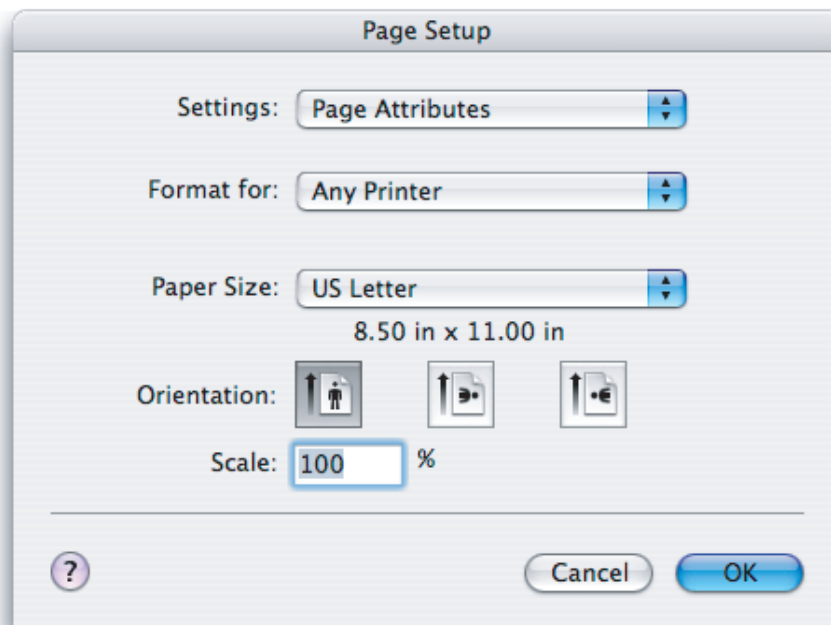 Page Setup
Settings: Page Attributes
Format for: Any Printer
Paper Size: US Letter
8.50 in x 11.00 in
Orientation:
Scale: 100 %
? Cancel OK